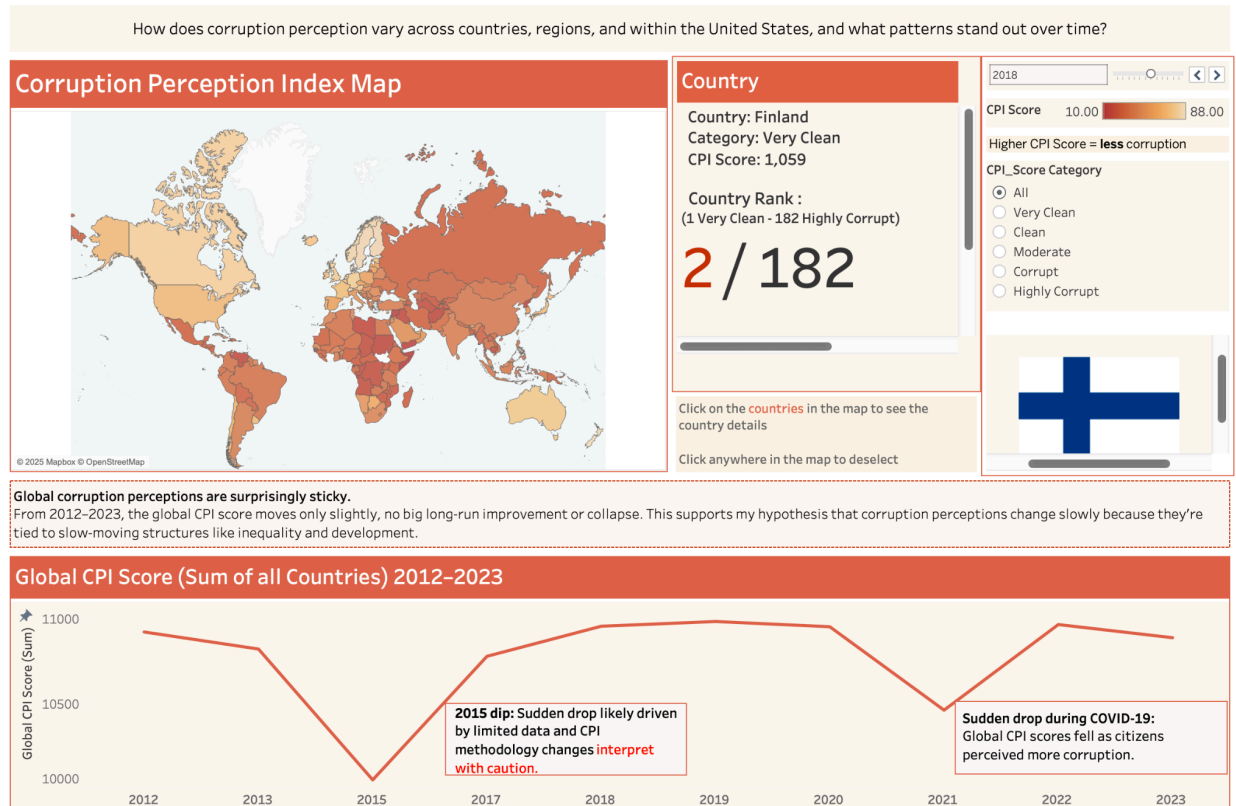 How does corruption perception vary across countries, regions, and within the United States, and what patterns stand out over time?
Corruption Perception Index Map
© 2025 Mapbox © OpenStreetMap
Country
Country: Finland
Category: Very Clean
CPI Score: 1,059
Country Rank :
(1 Very Clean - 182 Highly Corrupt)
2 / 182
Click on the countries in the map to see the
country details
Click anywhere in the map to deselect
2018
CPI Score 10.00 88.00
Higher CPI Score = less corruption
CPI_Score Category
All
Very Clean
Clean
Moderate
Corrupt
Highly Corrupt
Global corruption perceptions are surprisingly sticky.
From 2012–2023, the global CPI score moves only slightly, no big long-run improvement or collapse. This supports my hypothesis that corruption perceptions change slowly because they're
tied to slow-moving structures like inequality and development.
Global CPI Score (Sum of all Countries) 2012–2023
Global CPI Score (Sum)
11000
10500
10000
2015 dip: Sudden drop likely driven
by limited data and CPI
methodology changes interpret
with caution.
Sudden drop during COVID-19:
Global CPI scores fell as citizens
perceived more corruption.
2012 2013 2015 2017 2018 2019 2020 2021 2022 2023